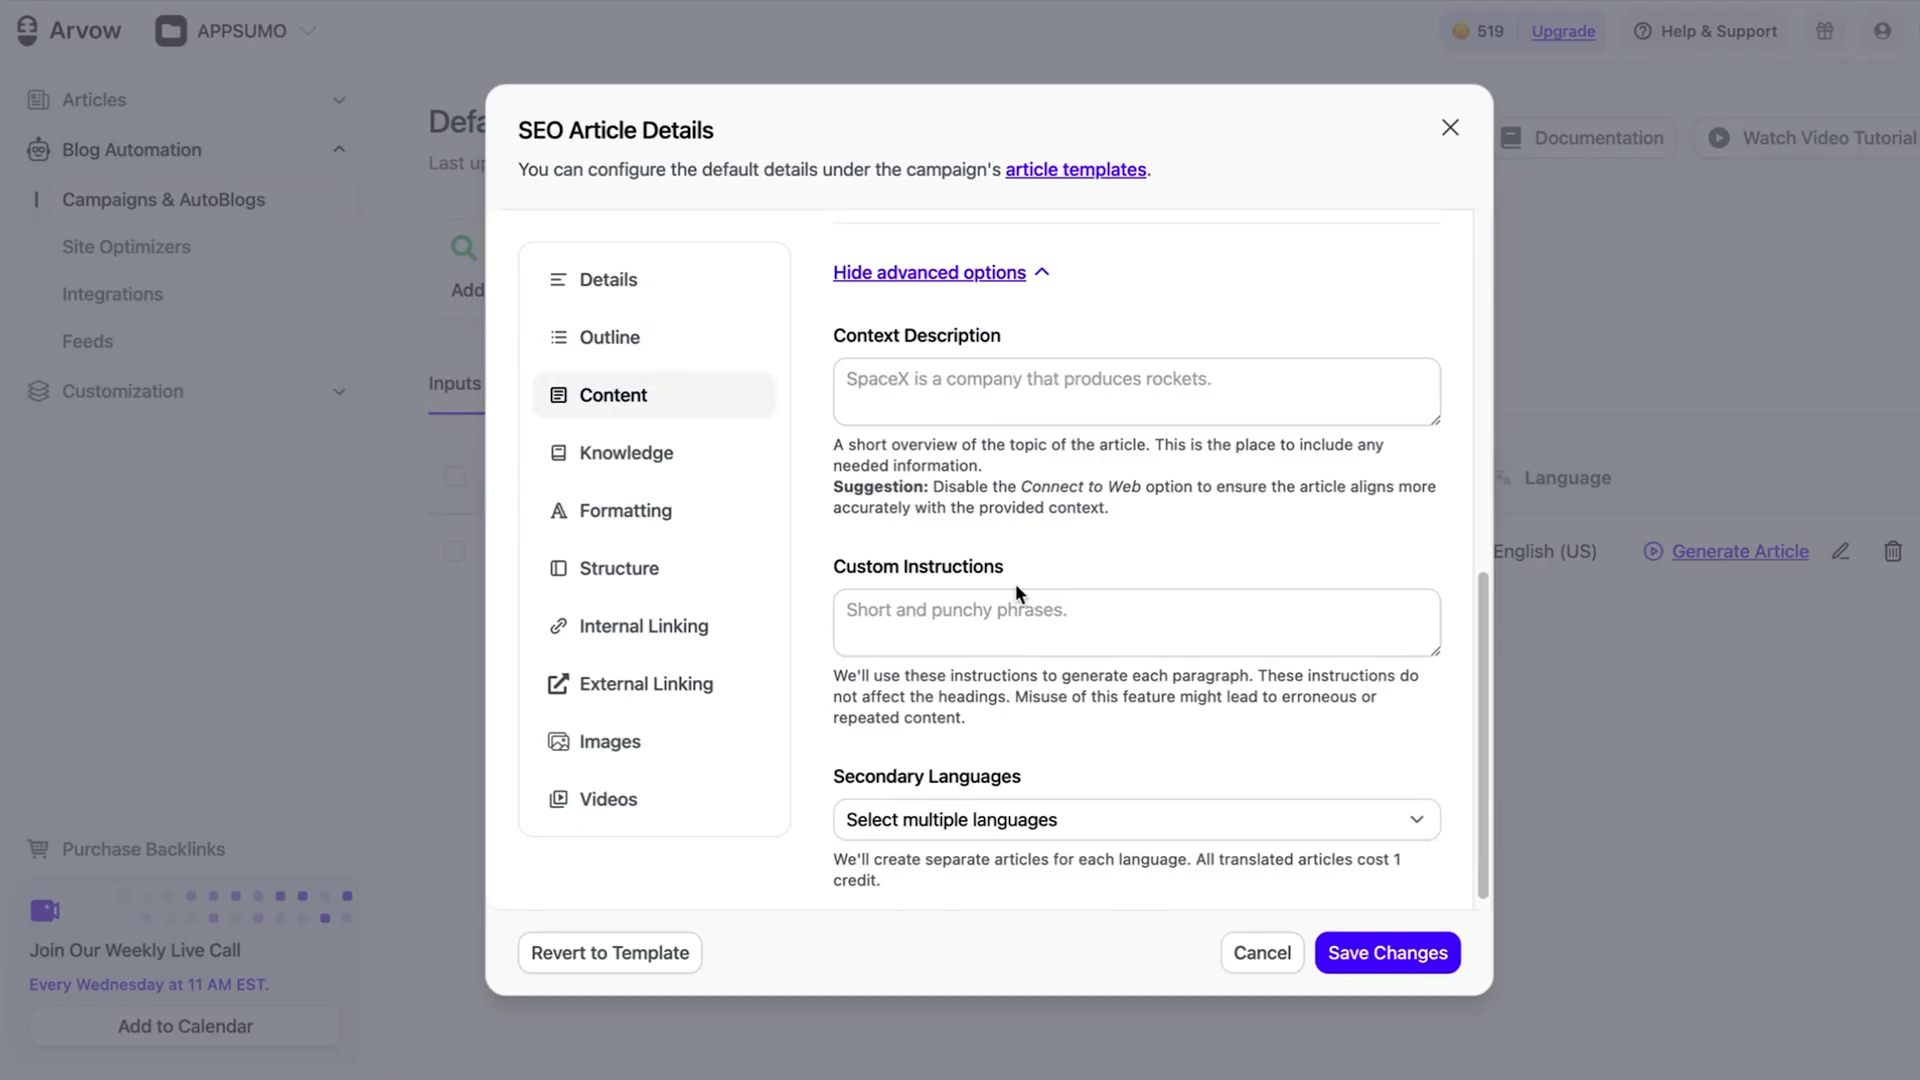 Arvow
APPSUMO
519
Upgrade
Help & Support
Articles
Blog Automation
Campaigns & AutoBlogs
Site Optimizers
Integrations
Feeds
Customization
Purchase Backlinks
Join Our Weekly Live Call
Every Wednesday at 11 AM EST.
Add to Calendar
Documentation
Watch Video Tutorial
Add
Inputs
Language
English (US)
Generate Article
SEO Article Details
You can configure the default details under the campaign's article templates.
Details
Outline
Content
Knowledge
Formatting
Structure
Internal Linking
External Linking
Images
Videos
Hide advanced options
Context Description
SpaceX is a company that produces rockets.
A short overview of the topic of the article. This is the place to include any
needed information.
Suggestion: Disable the Connect to Web option to ensure the article aligns more
accurately with the provided context.
Custom Instructions
Short and punchy phrases.
We'll use these instructions to generate each paragraph. These instructions do
not affect the headings. Misuse of this feature might lead to erroneous or
repeated content.
Secondary Languages
Select multiple languages
We'll create separate articles for each language. All translated articles cost 1
credit.
Revert to Template
Cancel
Save Changes